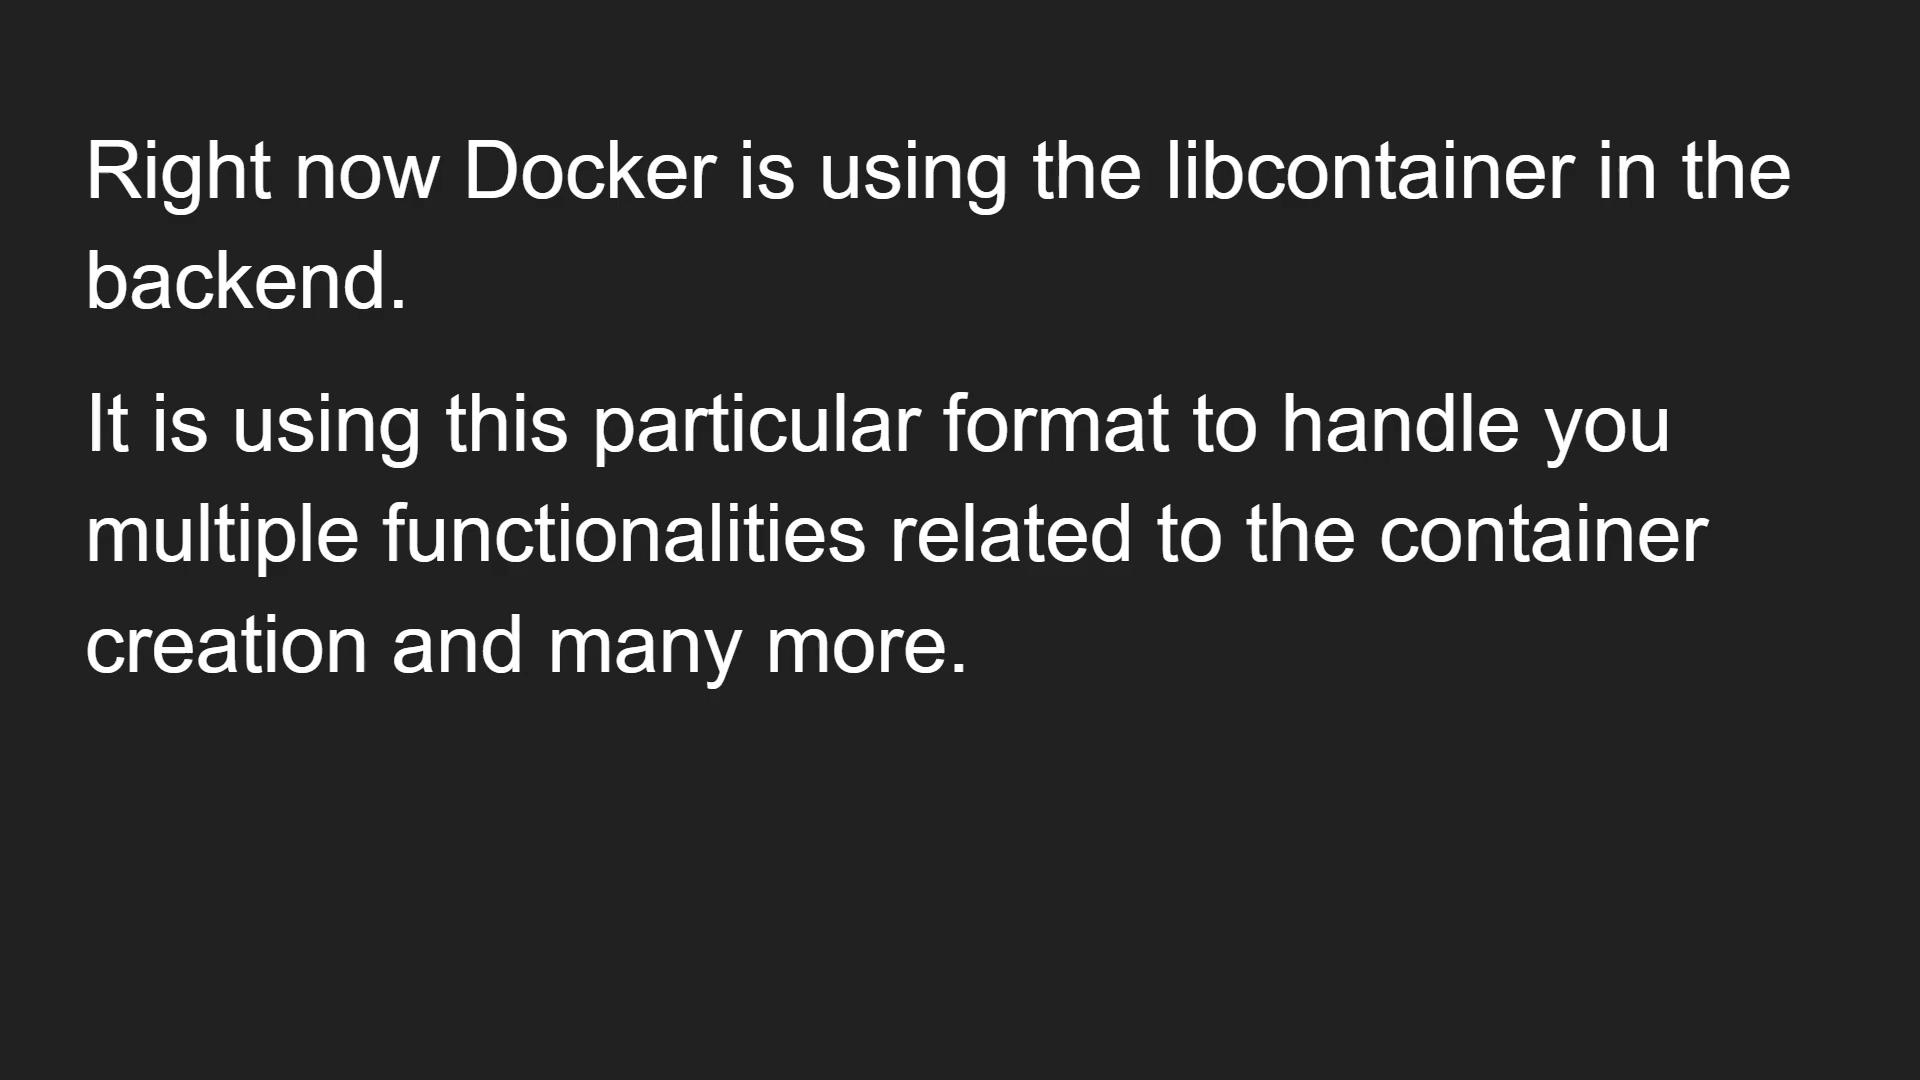 Right now Docker is using the libcontainer in the
backend.
It is using this particular format to handle you
multiple functionalities related to the container
creation and many more.